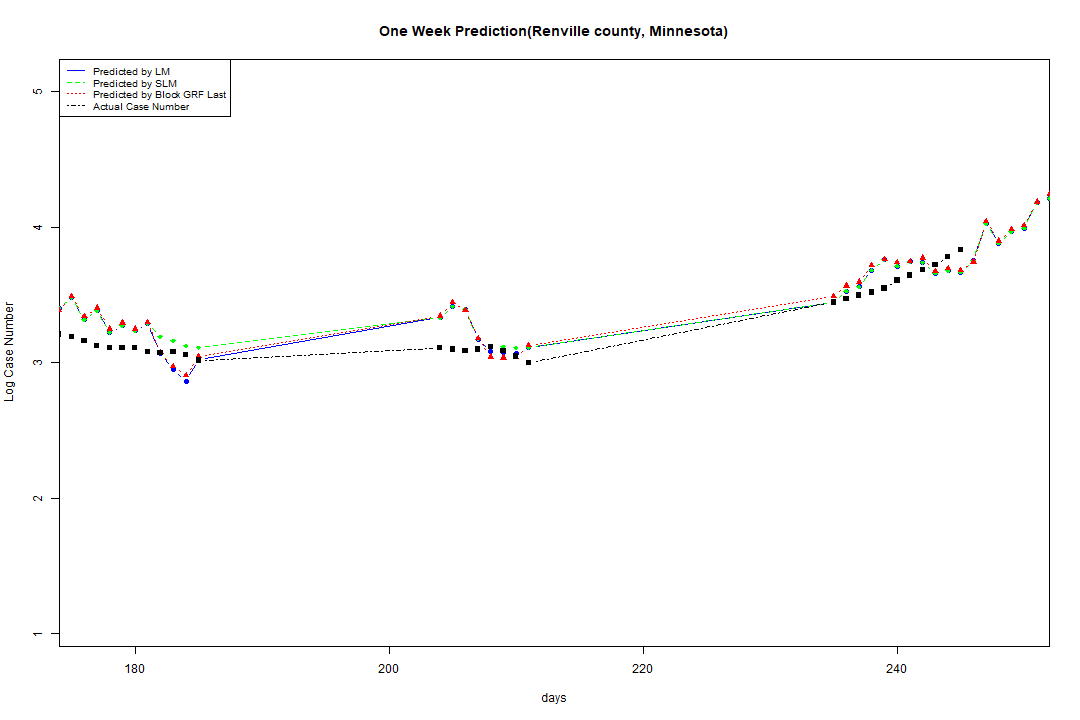 One Week Prediction(Renville county, Minnesota)
Predicted by LM
Predicted by SLM
Predicted by Block GRF Last
Actual Case Number
5
4
3
2
1
Log Case Number
180 200 220 240
days